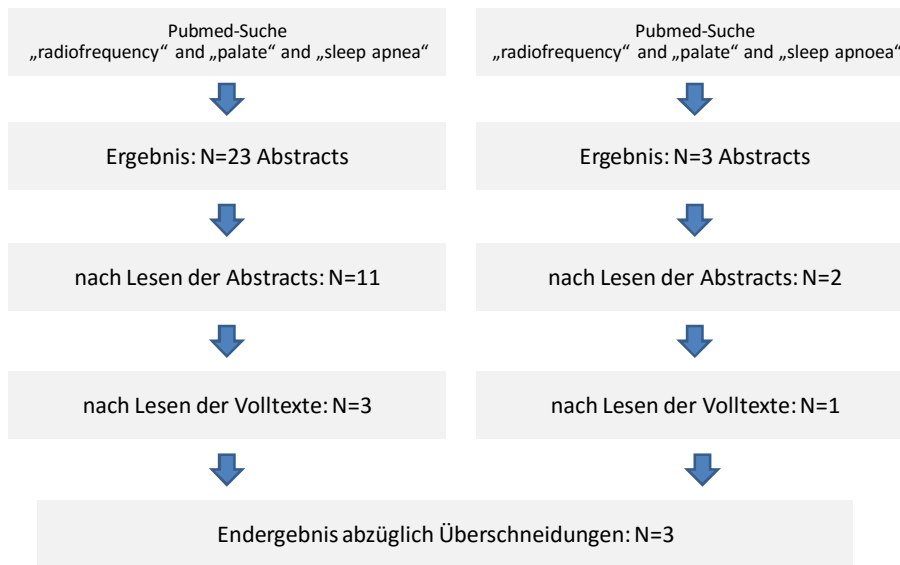 Pubmed-Suche
„radiofrequency“ and „palate“ and „sleep apnea“
Ergebnis: N=23 Abstracts
nach Lesen der Abstracts: N=11
nach Lesen der Volltexte: N=3
Pubmed-Suche
„radiofrequency“ and „palate“ and „sleep apnoea“
Ergebnis: N=3 Abstracts
nach Lesen der Abstracts: N=2
nach Lesen der Volltexte: N=1
Endergebnis abzüglich Überschneidungen: N=3